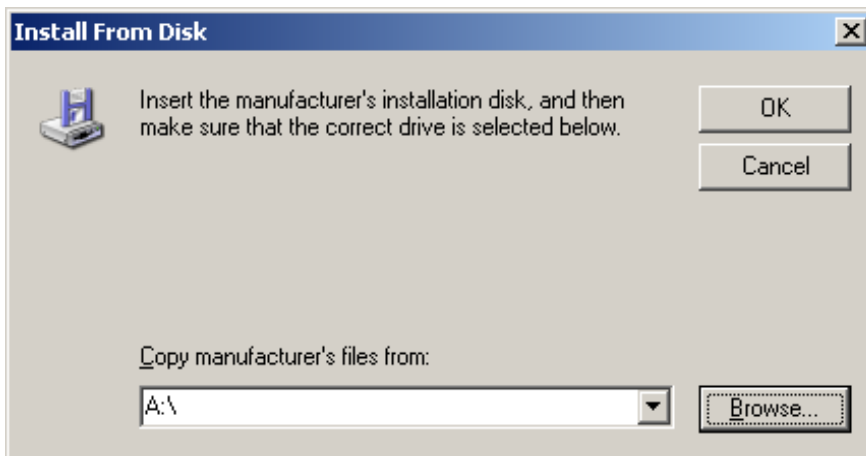 Install From Disk
Insert the manufacturer's installation disk, and then
make sure that the correct drive is selected below.
OK
Cancel
Copy manufacturer's files from:
A:\
Browse...